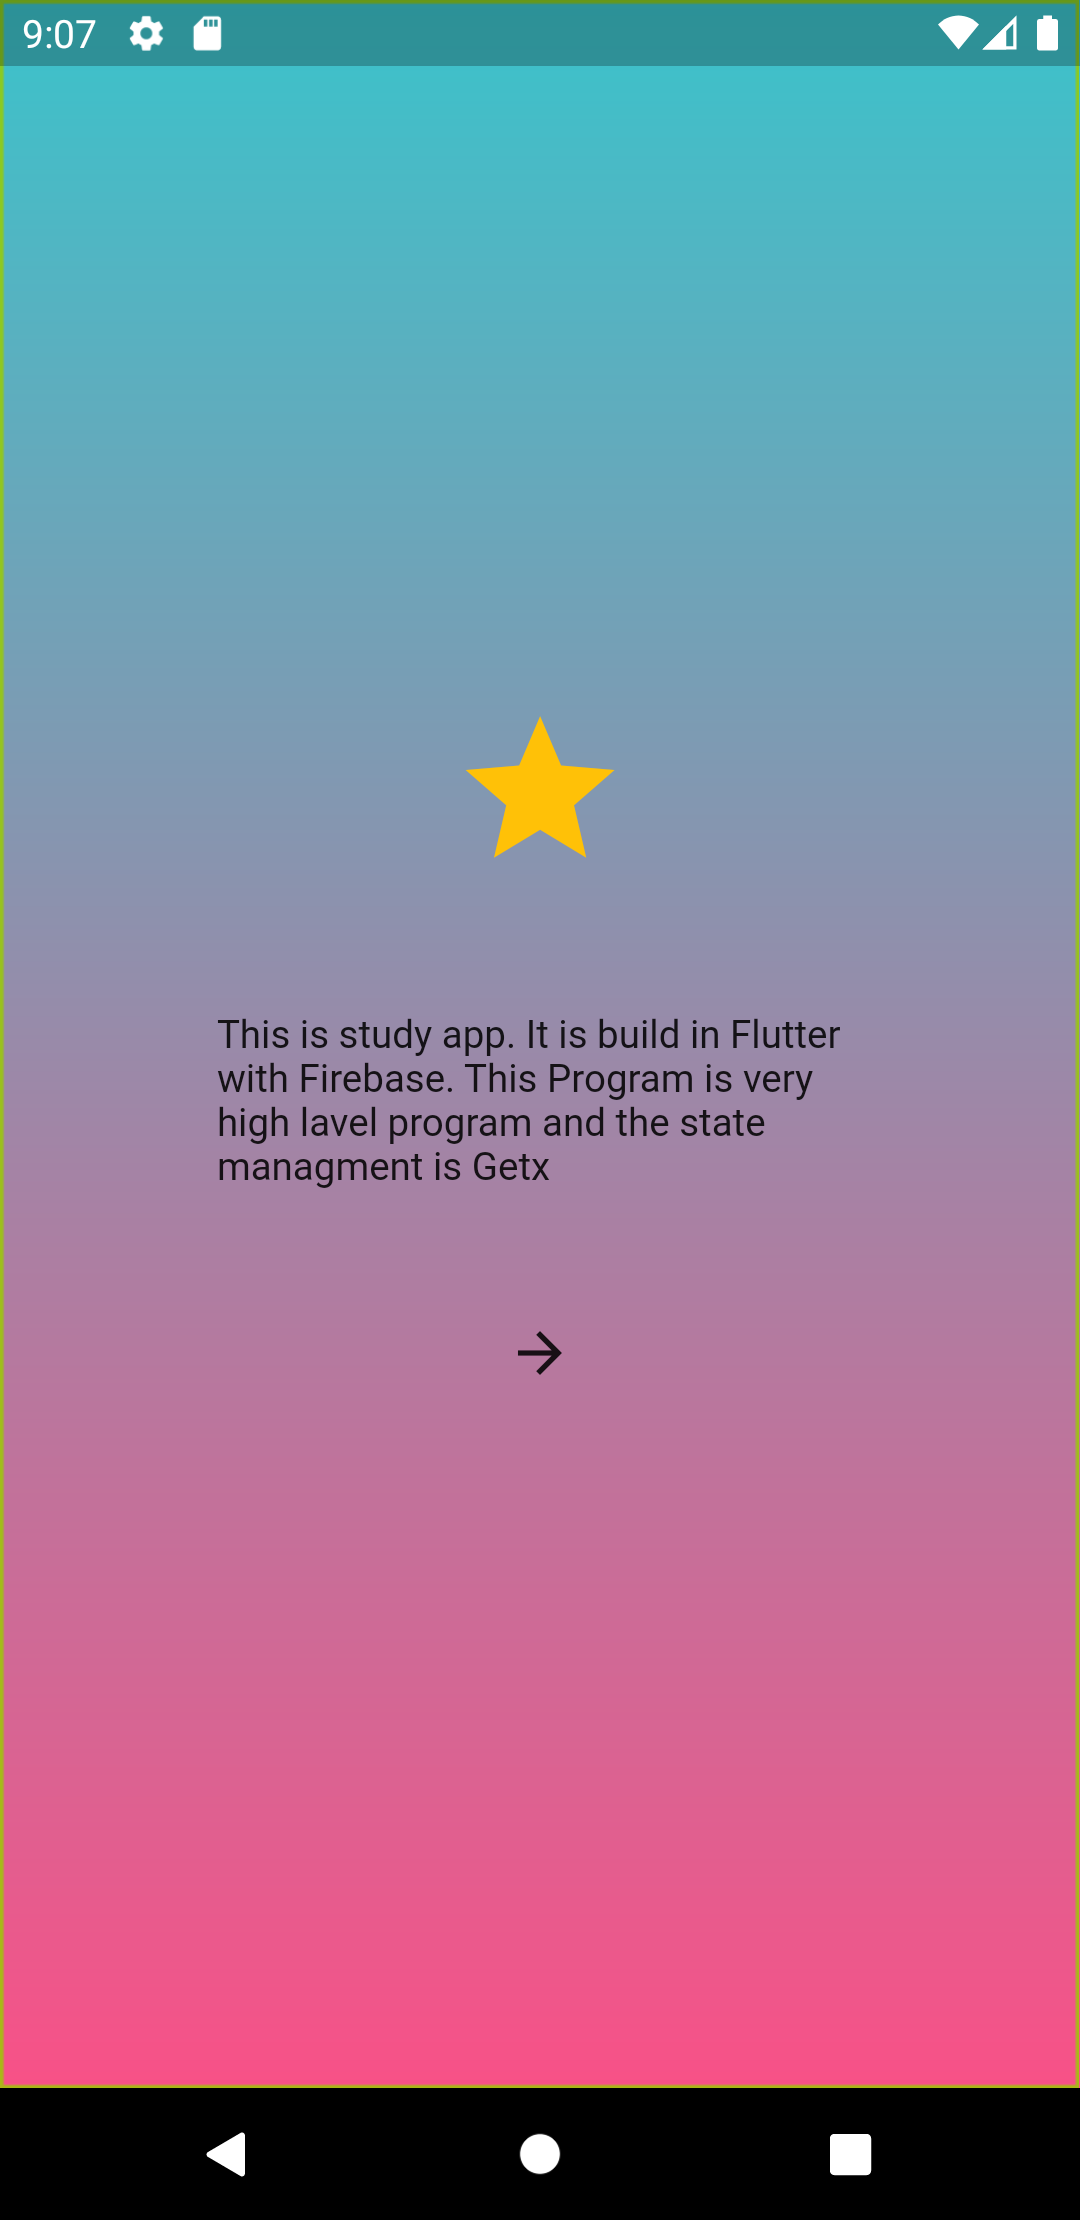 9:07
This is study app. It is build in Flutter
with Firebase. This Program is very
high lavel program and the state
managment is Getx